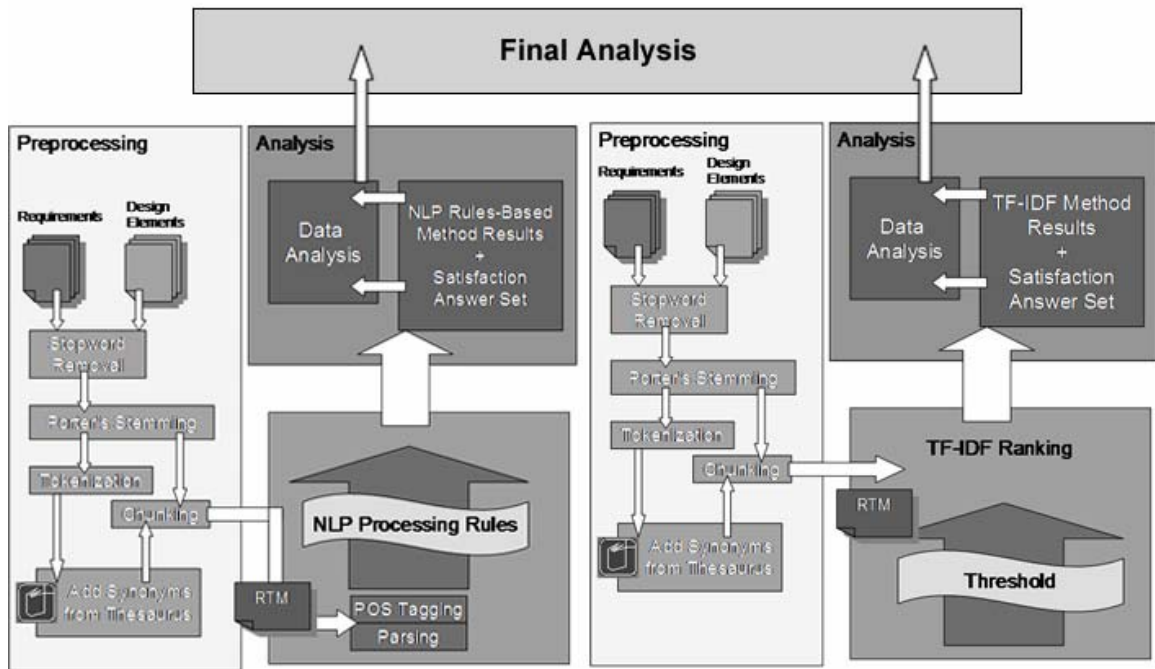 Final Analysis
Preprocessing
Requirements
Design
Elements
Stopword
Removal
Porter's Stemming
Tokenization
Chunking
Add Synonyms
from Thesaurus
Analysis
Data
Analysis
NLP Rules-Based
Method Results
+
Satisfaction
Answer Set
NLP Processing Rules
RTM
POS Tagging
Parsing
Preprocessing
Requirements
Design
Elements
Stopword
Removal
Porter's Stemming
Tokenization
Chunking
Add Synonyms
from Thesaurus
Analysis
Data
Analysis
TF-IDF Method
Results
+
Satisfaction
Answer Set
TF-IDF Ranking
RTM
Threshold